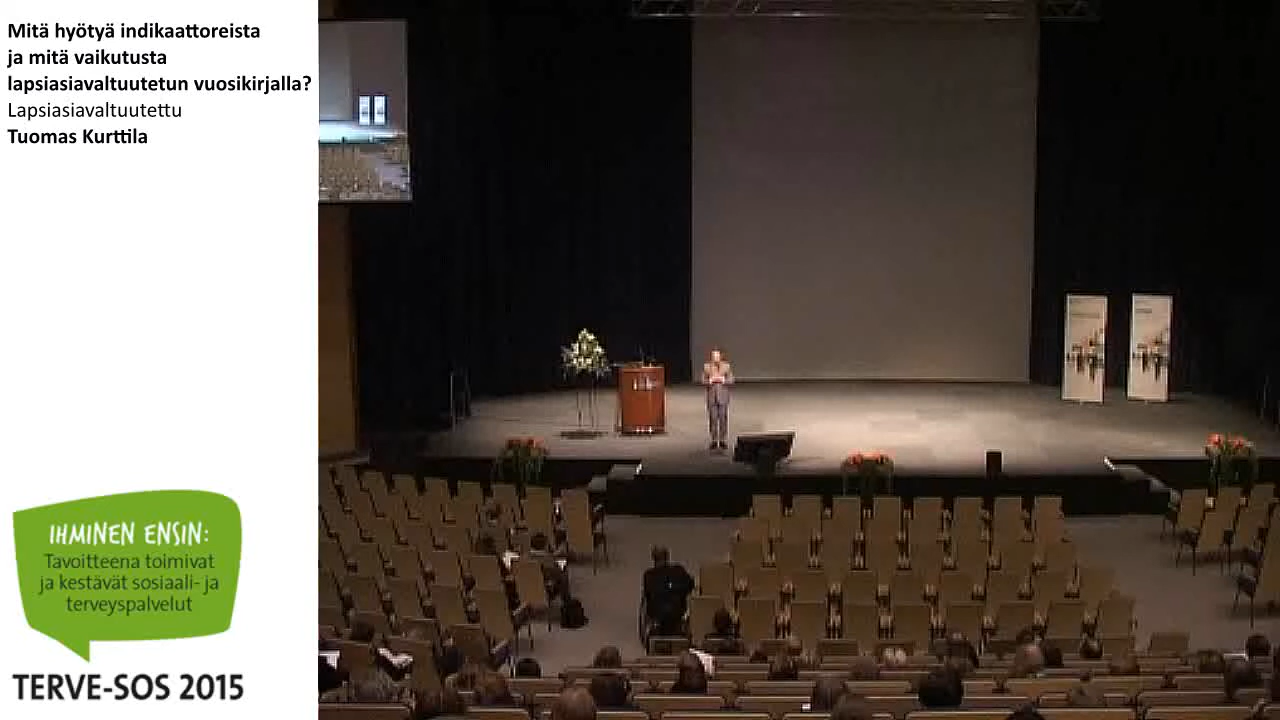 Mitä hyötyä indikaattoreista
ja mitä vaikutusta
lapsiasiavaltuutetun vuosikirjalla?
Lapsiasiavaltuutettu
Tuomas Kurttila
IHMINEN ENSIN:
Tavoitteena toimivat
ja kestävät sosiaali- ja
terveyspalvelut
TERVE-SOS 2015